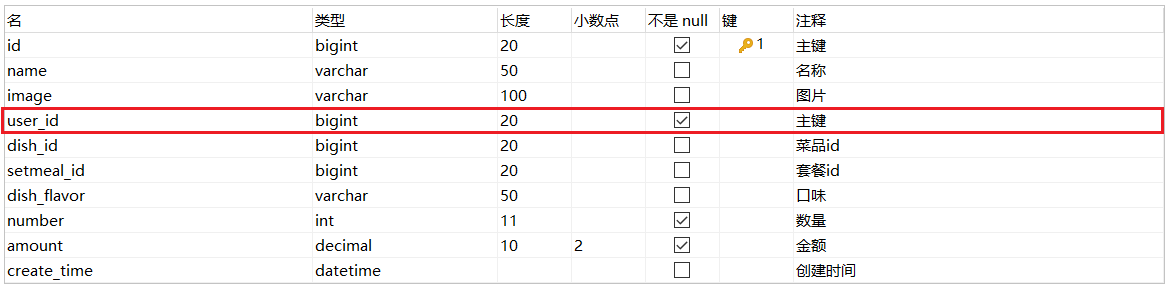 名 类型 长度 小数点 不是 null 键 注释
id bigint 20 1 主键
name varchar 50 名称
image varchar 100 图片
user_id bigint 20 主键
dish_id bigint 20 菜品id
setmeal_id bigint 20 套餐id
dish_flavor varchar 50 口味
number int 11 数量
amount decimal 10 2 金额
create_time datetime 创建时间